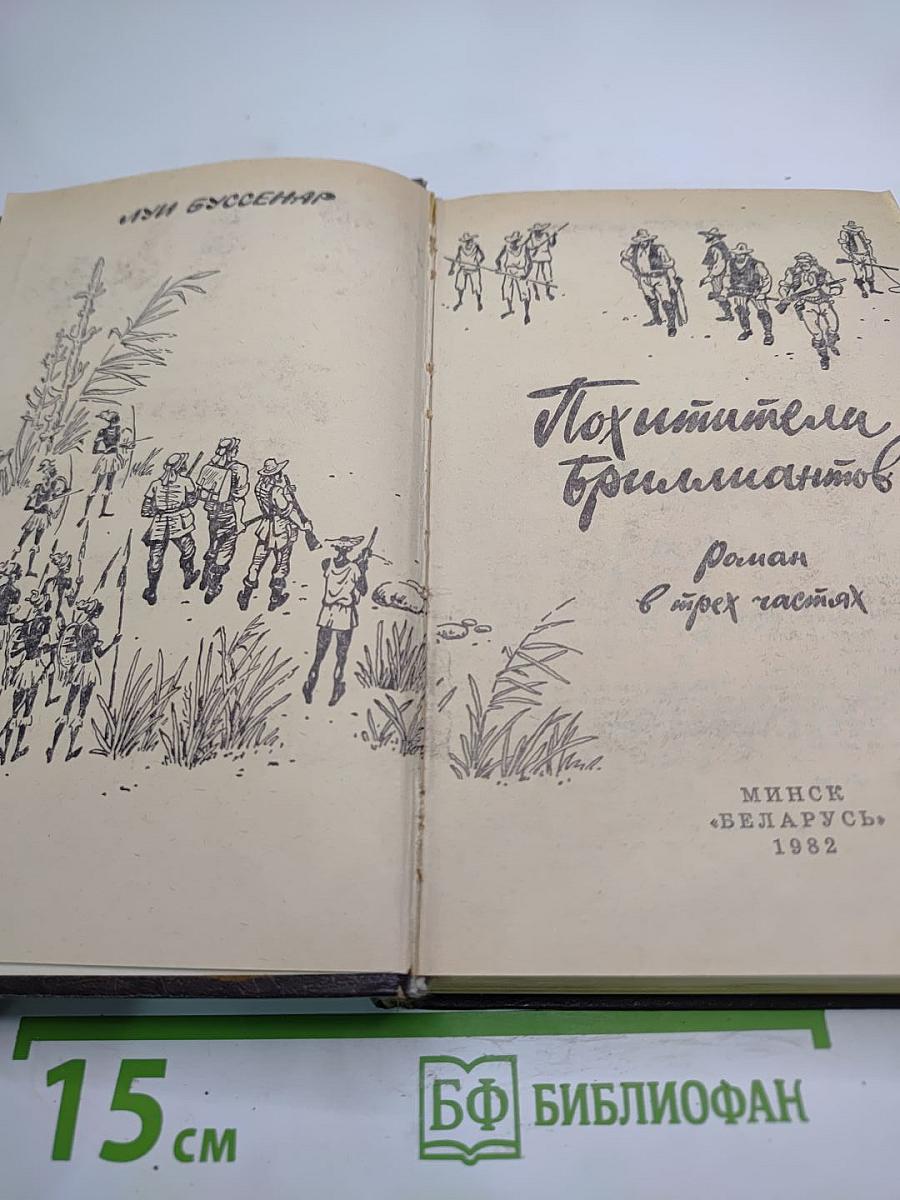 ЛУИ БУССЕНАР
Похитители
Бриллиантов
Роман
в трех частях
МИНСК
«БЕЛАРУСЬ»
1982
15 см
БФ БИБЛИОФАН